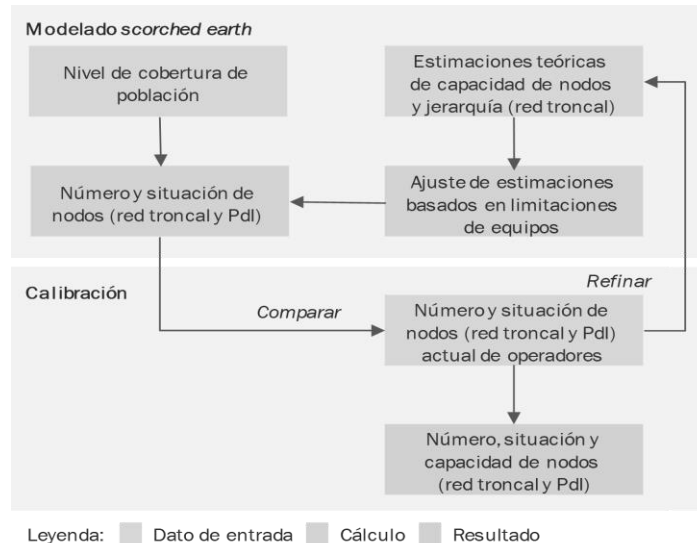 Modelado scorched earth
Nivel de cobertura de
población
Estimaciones teóricas
de capacidad de nodos
y jerarquía (red troncal)
Número y situación de
nodos (red troncal y PdI)
Ajuste de estimaciones
basados en limitaciones
de equipos
Refinar
Calibración
Comparar
Número y situación de
nodos (red troncal y PdI)
actual de operadores
Número, situación y
capacidad de nodos
(red troncal y PdI)
Leyenda: Dato de entrada Cálculo Resultado